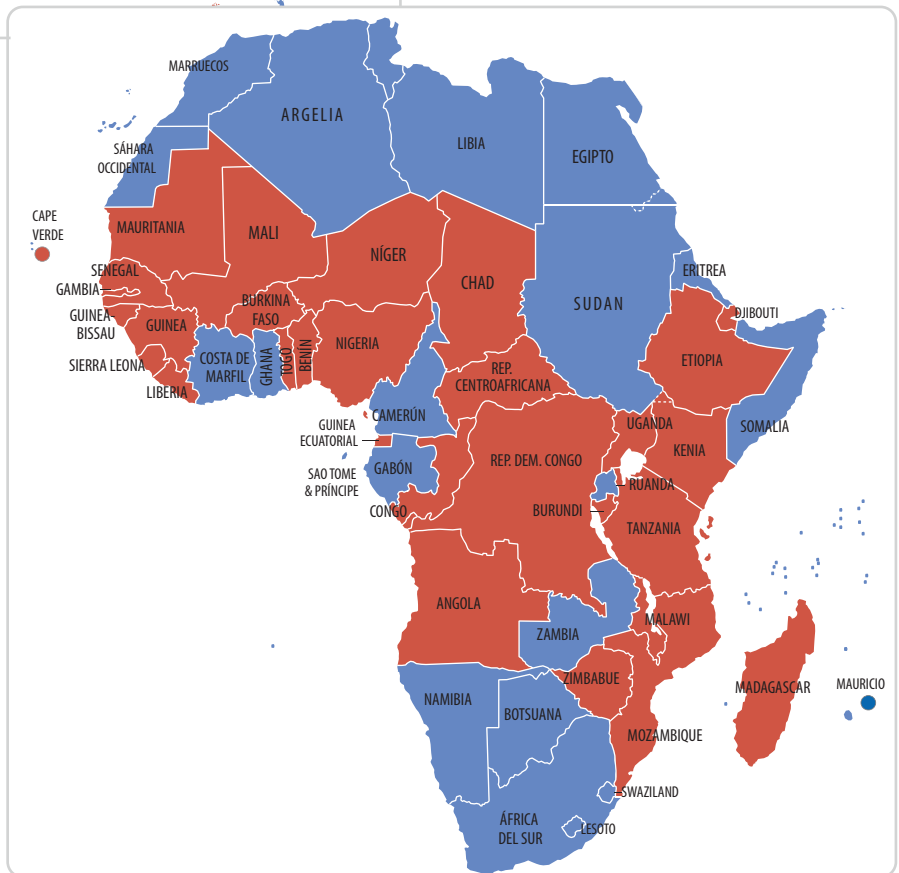 MARRUECOS
ARGELIA
LIBIA
EGIPTO
SÁHARA
OCCIDENTAL
CAPE
VERDE
MAURITANIA
MALI
NÍGER
CHAD
SUDAN
ERITREA
SENEGAL
GAMBIA
GUINEA-
BISSAU
GUINEA
BURKINA
FASO
DJIBOUTI
SIERRA LEONA
COSTA DE
MARFIL
GHANA
TOGO
BENÍN
NIGERIA
ETIOPIA
LIBERIA
REP.
CENTROAFRICANA
CAMERÚN
UGANDA
SOMALIA
GUINEA
ECUATORIAL
KENIA
REP. DEM. CONGO
GABÓN
SAO TOME
& PRÍNCIPE
RUANDA
CONGO
BURUNDI
TANZANIA
ANGOLA
MALAWI
ZAMBIA
ZIMBABUE
MADAGASCAR
MAURICIO
NAMIBIA
BOTSUANA
MOZAMBIQUE
SWAZILAND
ÁFRICA
DEL SUR
LESOTO